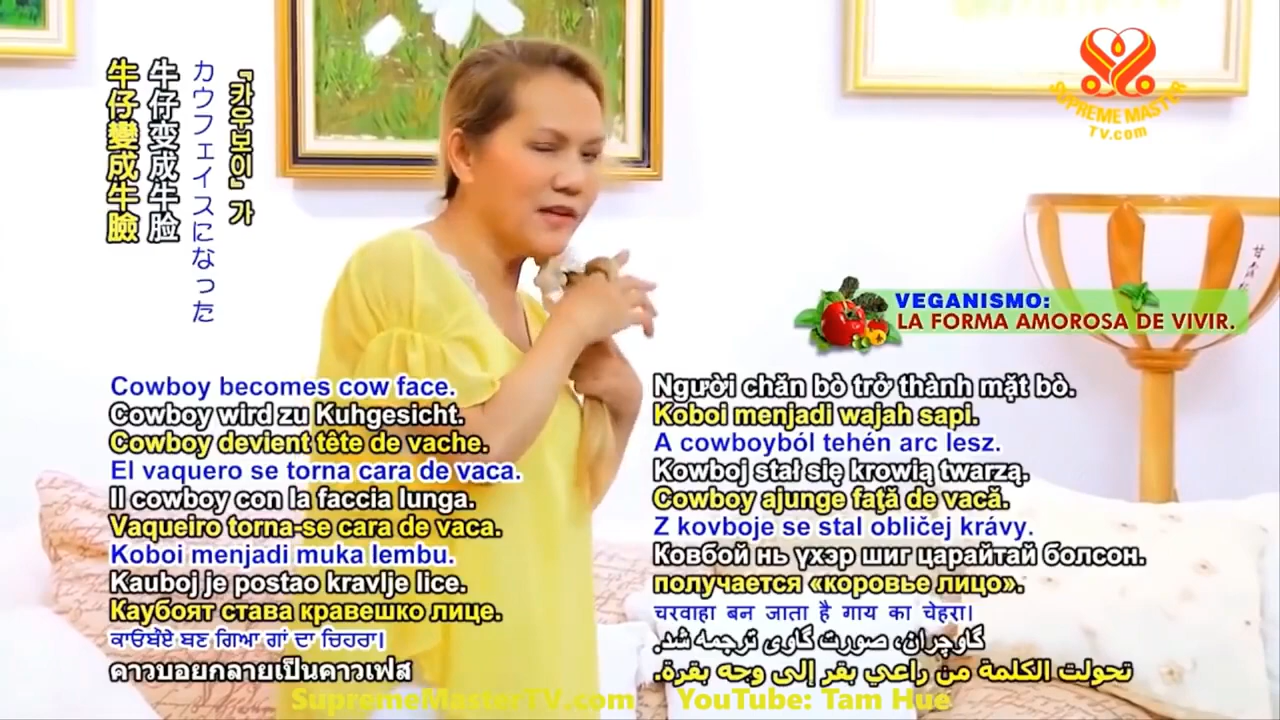 SUPREME MASTER
TV.com
『카우보이』가
カウフェイスになった
牛仔变成牛脸
牛仔變成牛臉
VEGANISMO:
LA FORMA AMOROSA DE VIVIR.
Cowboy becomes cow face.
Cowboy wird zu Kuhgesicht.
Cowboy devient tête de vache.
El vaquero se torna cara de vaca.
Il cowboy con la faccia lunga.
Vaqueiro torna-se cara de vaca.
Koboi menjadi muka lembu.
Kauboj je postao kravlje lice.
Каубоят става кравешко лице.
ਕਾਓਬੌਏ ਬਣ ਗਿਆ ਗਾਂ ਦਾ ਚਿਹਰਾ।
คาวบอยกลายเป็นคาวเฟส
Người chăn bò trở thành mặt bò.
Koboi menjadi wajah sapi.
A cowboyból tehén arc lesz.
Kowboj stał się krowią twarzą.
Cowboy ajunge faţă de vacă.
Z kovboje se stal obličej krávy.
Ковбой нь үхэр шиг царайтай болсон.
получается «коровье лицо».
चरवाहा बन जाता है गाय का चेहरा।
گاوچران، صورت گاوی ترجمه شد.
تحولت الكلمة من راعي بقر إلى وجه بقرة.
SupremeMasterTV.com YouTube: Tam Hue